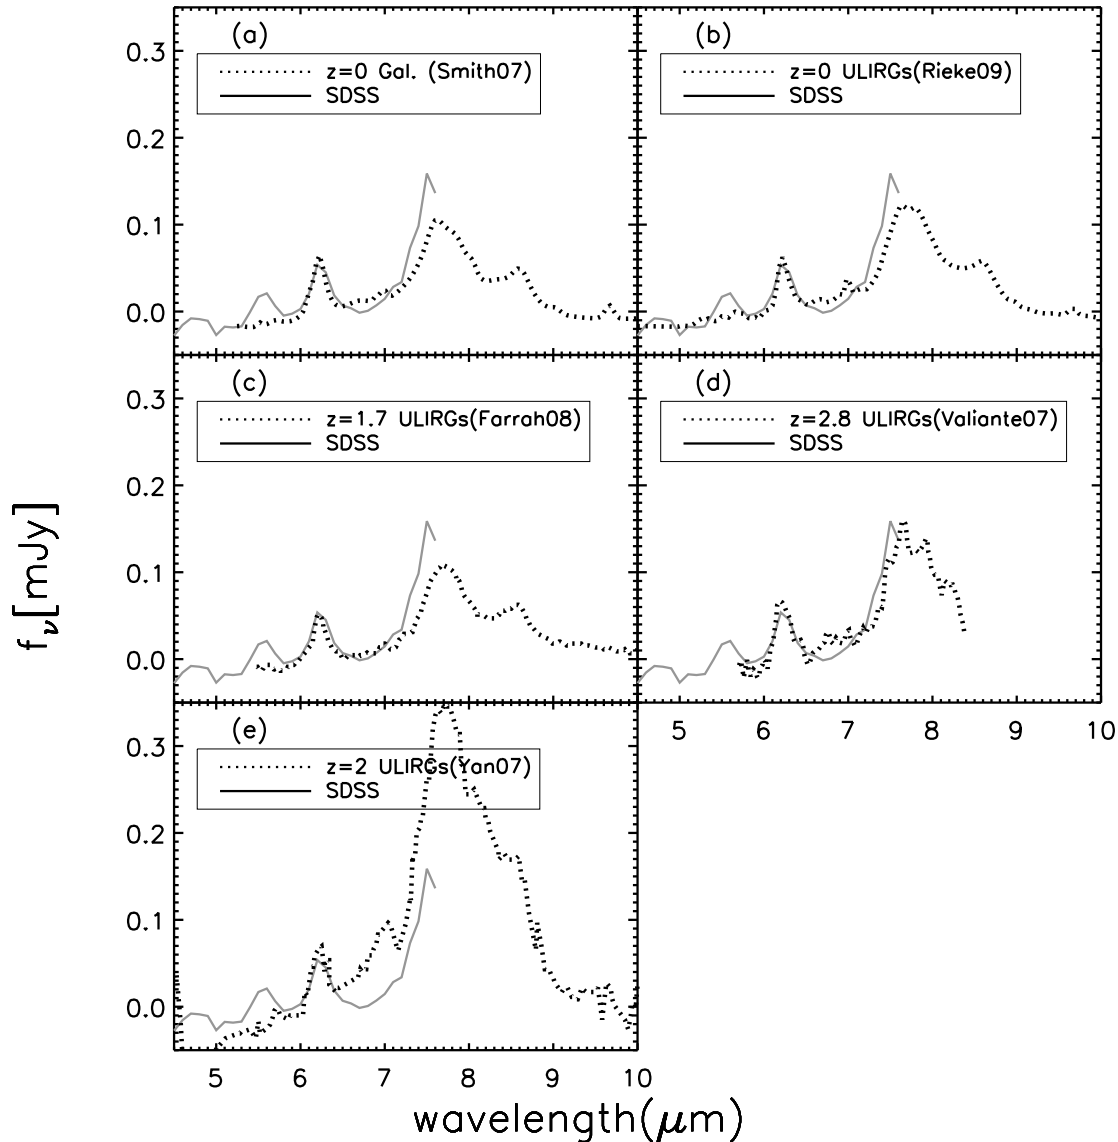 (a)
z=0 Gal. (Smith07)
SDSS
(b)
z=0 ULIRGs(Rieke09)
SDSS
0.3
0.2
0.1
0.0
(c)
z=1.7 ULIRGs(Farrah08)
SDSS
(d)
z=2.8 ULIRGs(Valiante07)
SDSS
0.3
0.2
0.1
0.0
5 6 7 8 9 10
(e)
z=2 ULIRGs(Yan07)
SDSS
0.3
0.2
0.1
0.0
5 6 7 8 9 10
fν[mJy]
wavelength(μm)